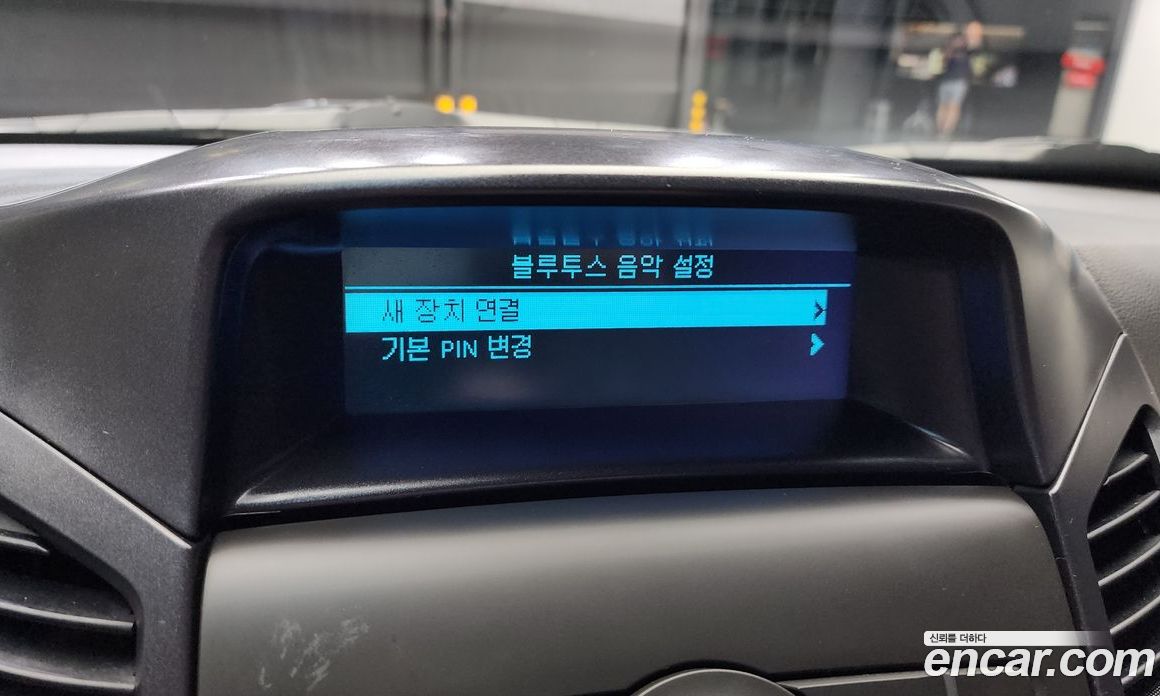 블루투스 음악 설정
새 장치 연결
기본 PIN 변경
신뢰를 더하다
encar.com